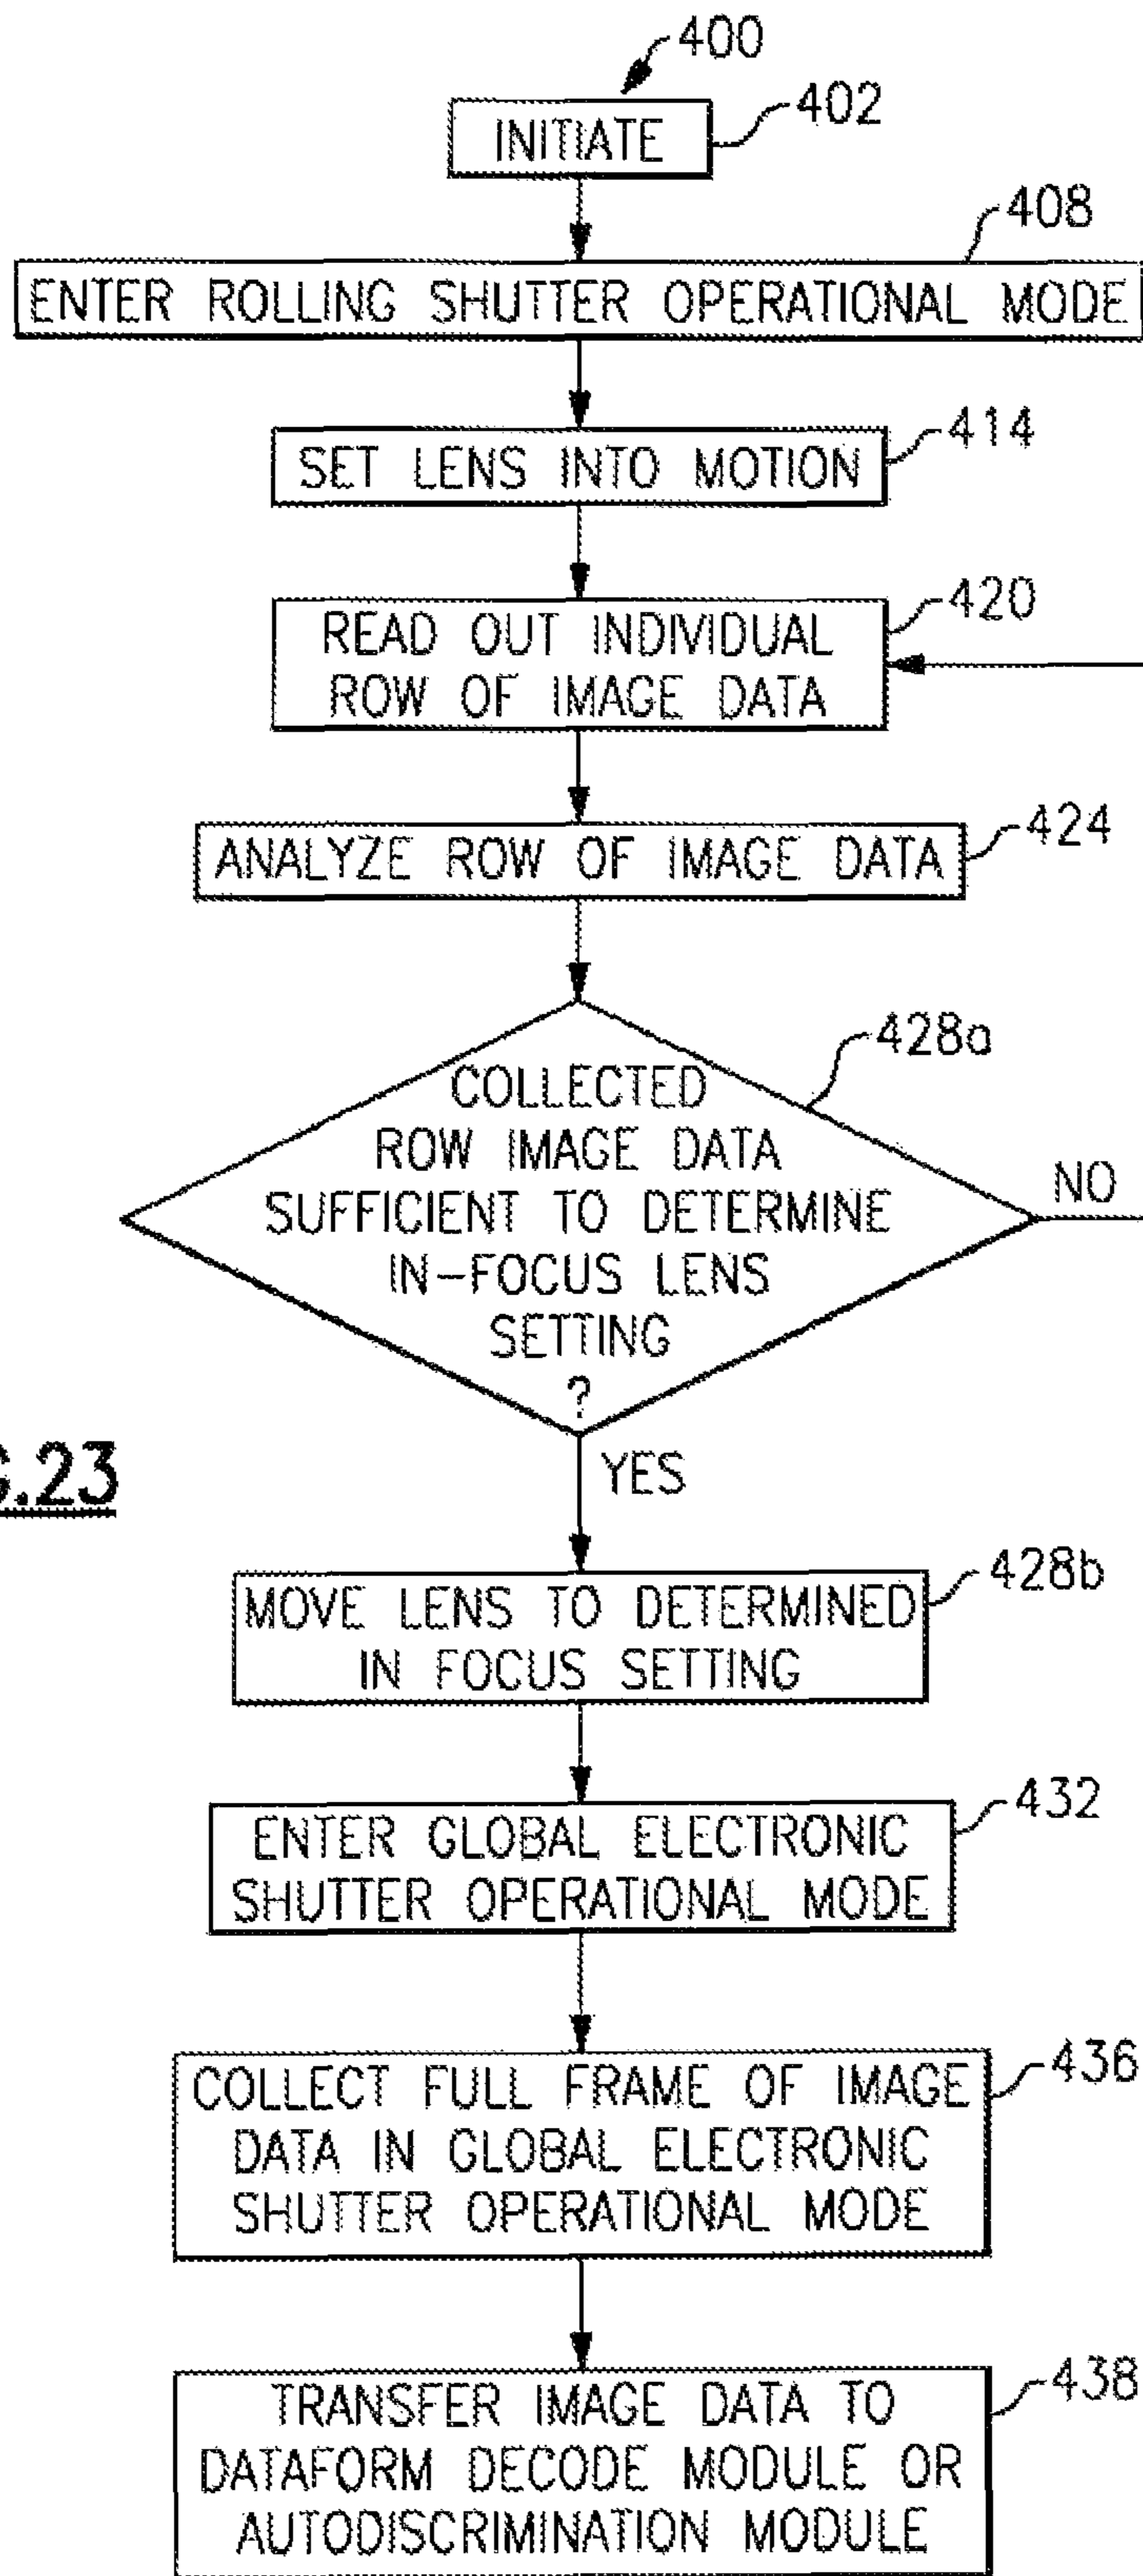 400
402
INITIATE
408
ENTER ROLLING SHUTTER OPERATIONAL MODE
414
SET LENS INTO MOTION
420
READ OUT INDIVIDUAL
ROW OF IMAGE DATA
424
ANALYZE ROW OF IMAGE DATA
428a
COLLECTED
ROW IMAGE DATA
SUFFICIENT TO DETERMINE
IN-FOCUS LENS
SETTING
?
NO
YES
G.23
428b
MOVE LENS TO DETERMINED
IN FOCUS SETTING
432
ENTER GLOBAL ELECTRONIC
SHUTTER OPERATIONAL MODE
436
COLLECT FULL FRAME OF IMAGE
DATA IN GLOBAL ELECTRONIC
SHUTTER OPERATIONAL MODE
438
TRANSFER IMAGE DATA TO
DATAFORM DECODE MODULE OR
AUTODISCRIMINATION MODULE